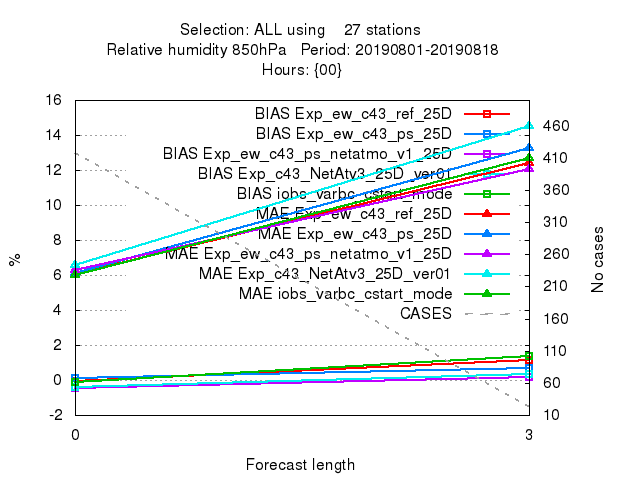 Selection: ALL using 27 stations
Relative humidity 850hPa Period: 20190801-20190818
Hours: {00}
16
14
12
10
8
6
4
2
0
-2
%
BIAS Exp_ew_c43_ref_25D
BIAS Exp_ew_c43_ps_25D
BIAS Exp_ew_c43_ps_netatmo_v1_25D
BIAS Exp_c43_NetAtv3_25D_ver01
BIAS iobs_varbc_cstart_mode
MAE Exp_ew_c43_ref_25D
MAE Exp_ew_c43_ps_25D
MAE Exp_ew_c43_ps_netatmo_v1_25D
MAE Exp_c43_NetAtv3_25D_ver01
MAE iobs_varbc_cstart_mode
CASES
460
410
360
310
260
210
160
110
60
10
No cases
0 3
Forecast length